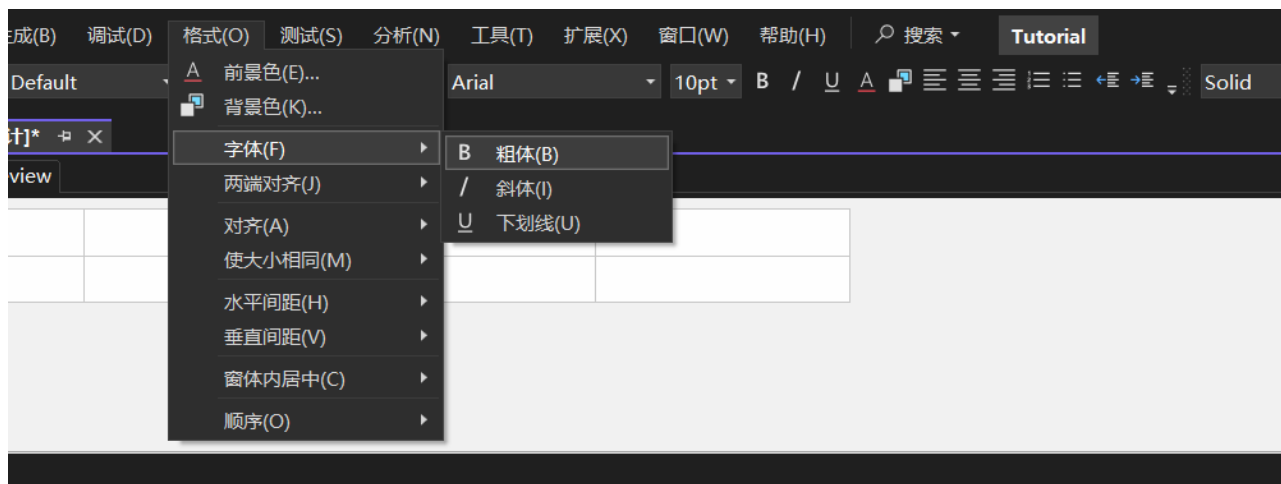 成(B) 调试(D) 格式(O) 测试(S) 分析(N) 工具(T) 扩展(X) 窗口(W) 帮助(H) 搜索 Tutorial
Default Arial 10pt B I U A Solid
前景色(E)...
背景色(K)...
计]*
字体(F)
B 粗体(B)
view
两端对齐(J)
I 斜体(I)
对齐(A)
U 下划线(U)
使大小相同(M)
水平间距(H)
垂直间距(V)
窗体内居中(C)
顺序(O)